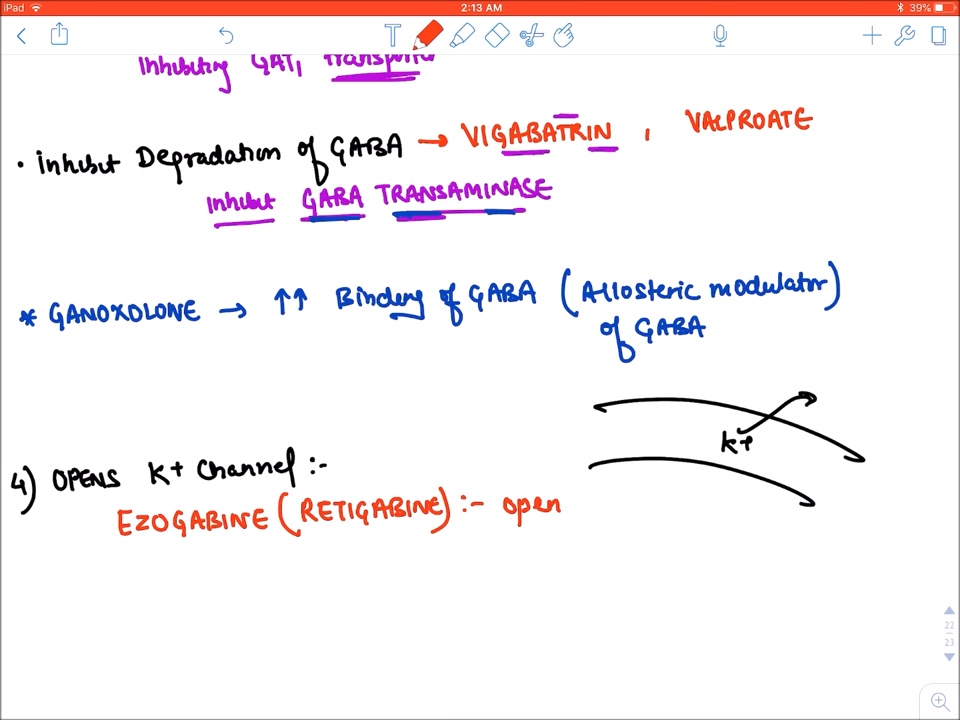 iPad 2:13 AM 39%
T
Inhibiting GAT1 transporter
• Inhibit Degradation of GABA → VIGABATRIN , VALPROATE
Inhibit GABA TRANSAMINASE
* GANOXOLONE → ↑↑ Binding of GABA (Allosteric modulator)
of GABA
K+
4) OPENS K+ Channel :-
EZOGABINE (RETIGABINE) :- open
22
23